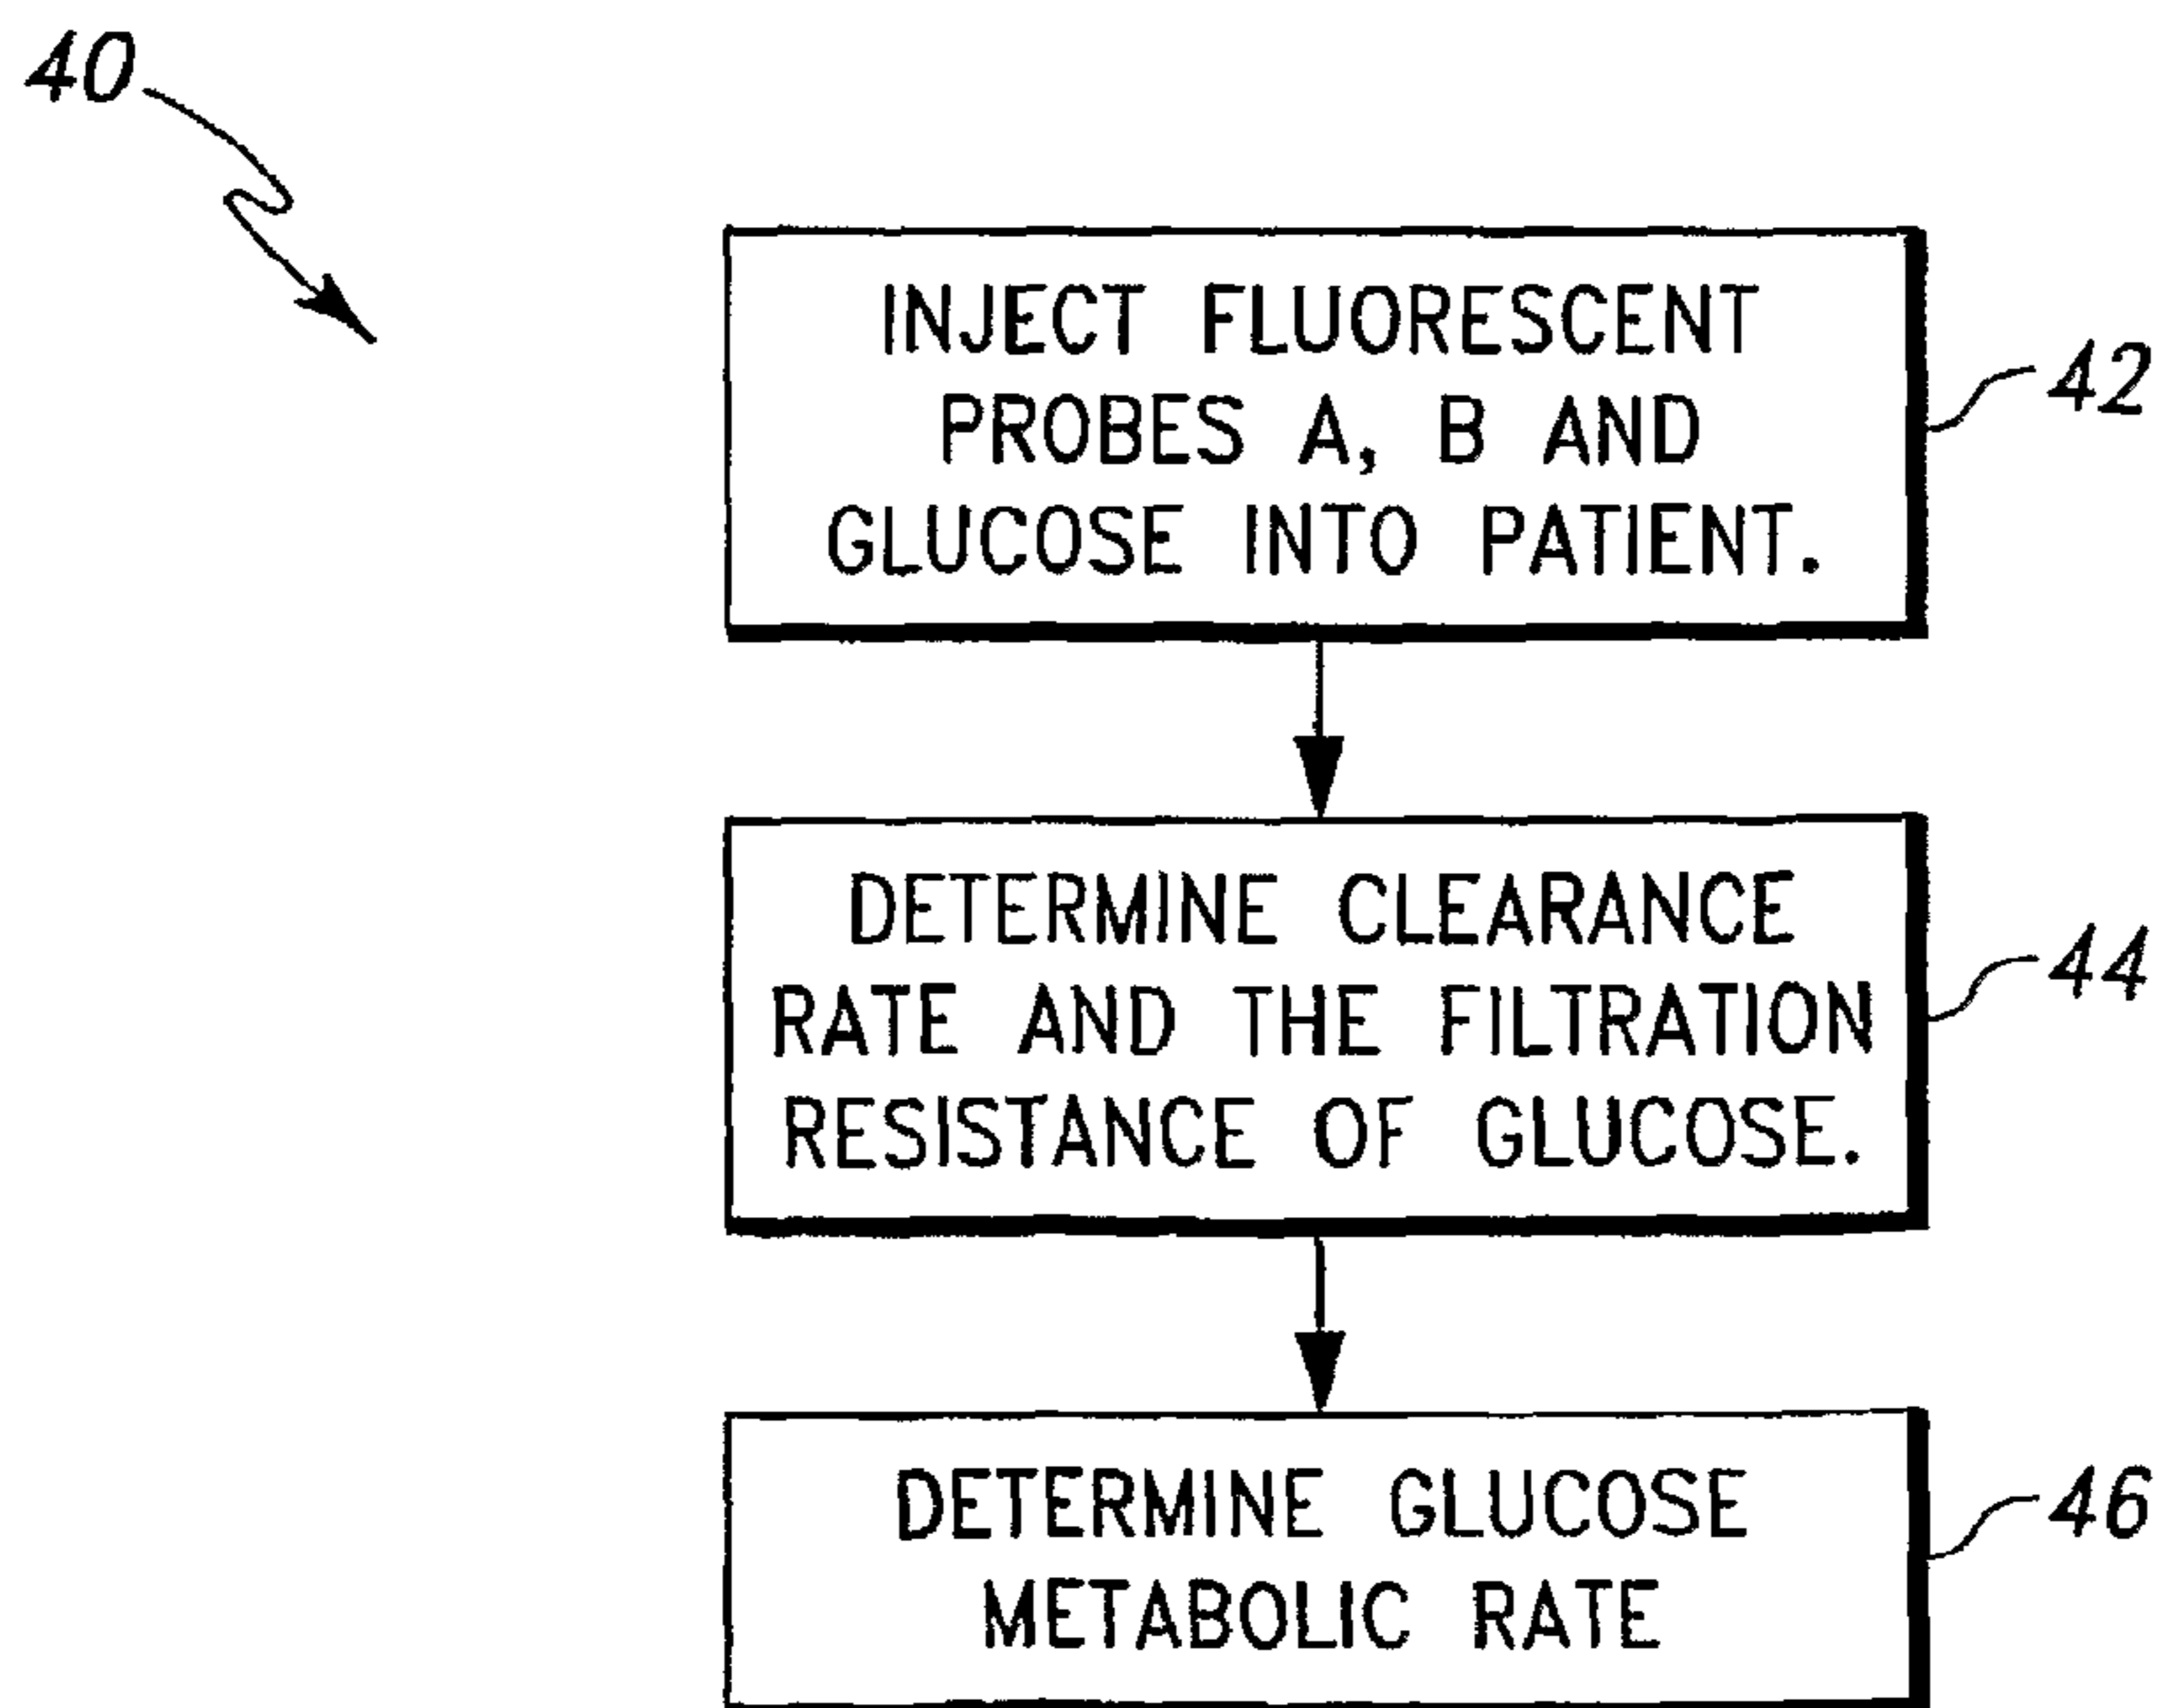 40
INJECT FLUORESCENT
PROBES A, B AND
GLUCOSE INTO PATIENT.
42
DETERMINE CLEARANCE
RATE AND THE FILTRATION
RESISTANCE OF GLUCOSE.
44
DETERMINE GLUCOSE
METABOLIC RATE
46